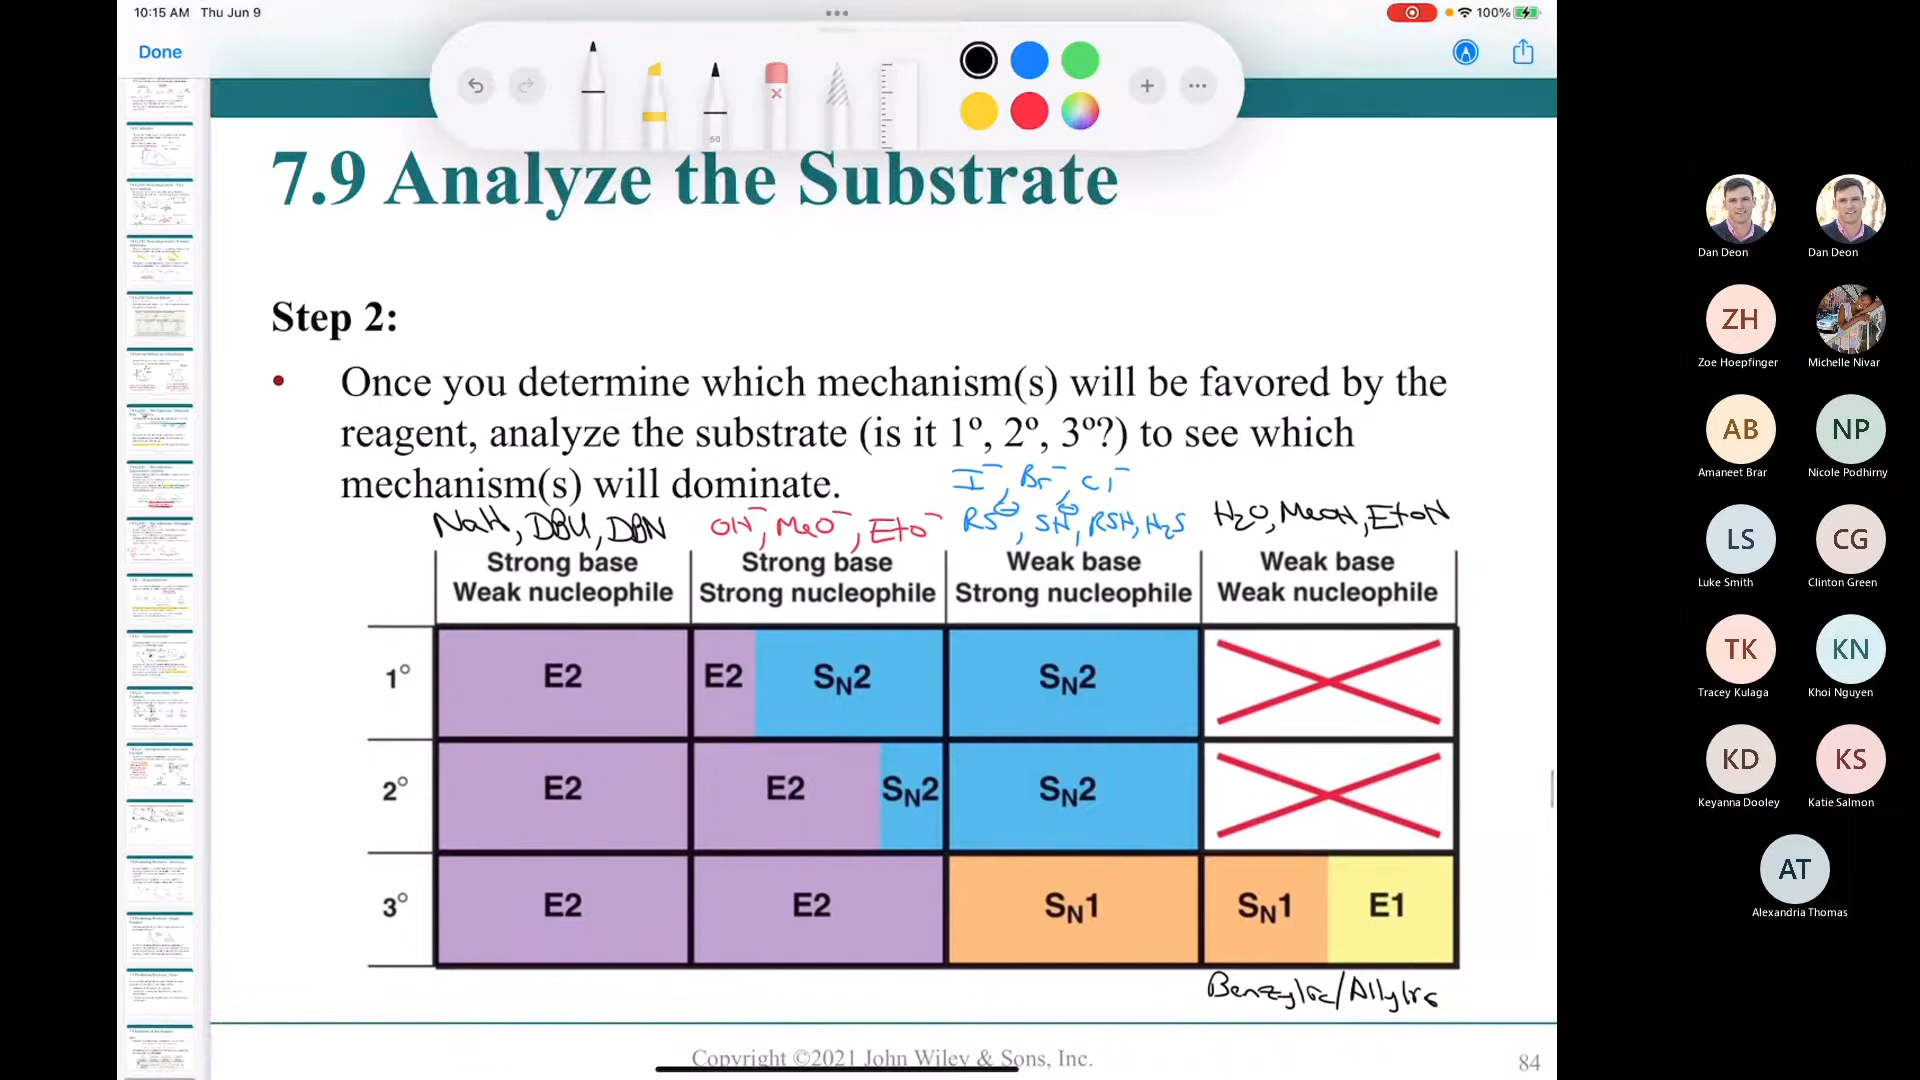 10:15 AM Thu Jun 9
100%
Done
50
7.9 Analyze the Substrate
Step 2:
• Once you determine which mechanism(s) will be favored by the
reagent, analyze the substrate (is it 1º, 2º, 3º?) to see which
mechanism(s) will dominate.
I⁻, Br⁻, Cl⁻
NaH, DBU, DBN
OH⁻, MeO⁻, EtO⁻
RS⊖, SH⊖, RSH, H2S
H2O, MeOH, EtOH
Strong base
Weak nucleophile
Strong base
Strong nucleophile
Weak base
Strong nucleophile
Weak base
Weak nucleophile
1° E2 E2 SN2 SN2
2° E2 E2 SN2 SN2
3° E2 E2 SN1 SN1 E1
Benzylic/Allylic
Copyright ©2021 John Wiley & Sons, Inc.
84
Dan Deon
Dan Deon
ZH
Zoe Hoepfinger
Michelle Nivar
AB
Amaneet Brar
NP
Nicole Podhirny
LS
Luke Smith
CG
Clinton Green
TK
Tracey Kulaga
KN
Khoi Nguyen
KD
Keyanna Dooley
KS
Katie Salmon
AT
Alexandria Thomas